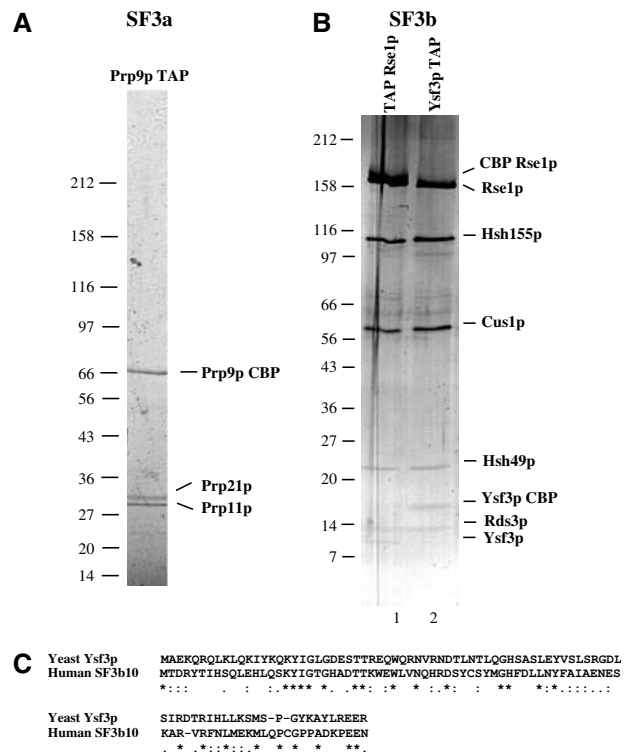 A
SF3a
Prp9p TAP
212
158
116
97
66
56
43
36
27
20
14
Prp9p CBP
Prp21p
Prp11p
B
SF3b
TAP Rse1p
Ysf3p TAP
212
158
116
97
66
56
43
36
27
20
14
7
CBP Rse1p
Rse1p
Hsh155p
Cus1p
Hsh49p
Ysf3p CBP
Rds3p
Ysf3p
1 2
C
Yeast Ysf3p MAEKQRQLKLQKIYKQKYIGLGDESTTREQWQRNVRNDTLNTLQGHSASLEYVSLSRGDL
Human SF3b10 MTDRYTIHSQLEHLQSKYIGTGHADTTKWEWLVNQHRDSYCSYMGHFDLLNYFAIAENES
*::: . .: :.**** *...:**: :* * .::*: . ** .*:*.:::..:
Yeast Ysf3p SIRDTRIHLLKSMS-P-GYKAYLREER
Human SF3b10 KAR-VRFNLMEKMLQPCGPPADKPEEN
. * .*::*::.* * * * **.